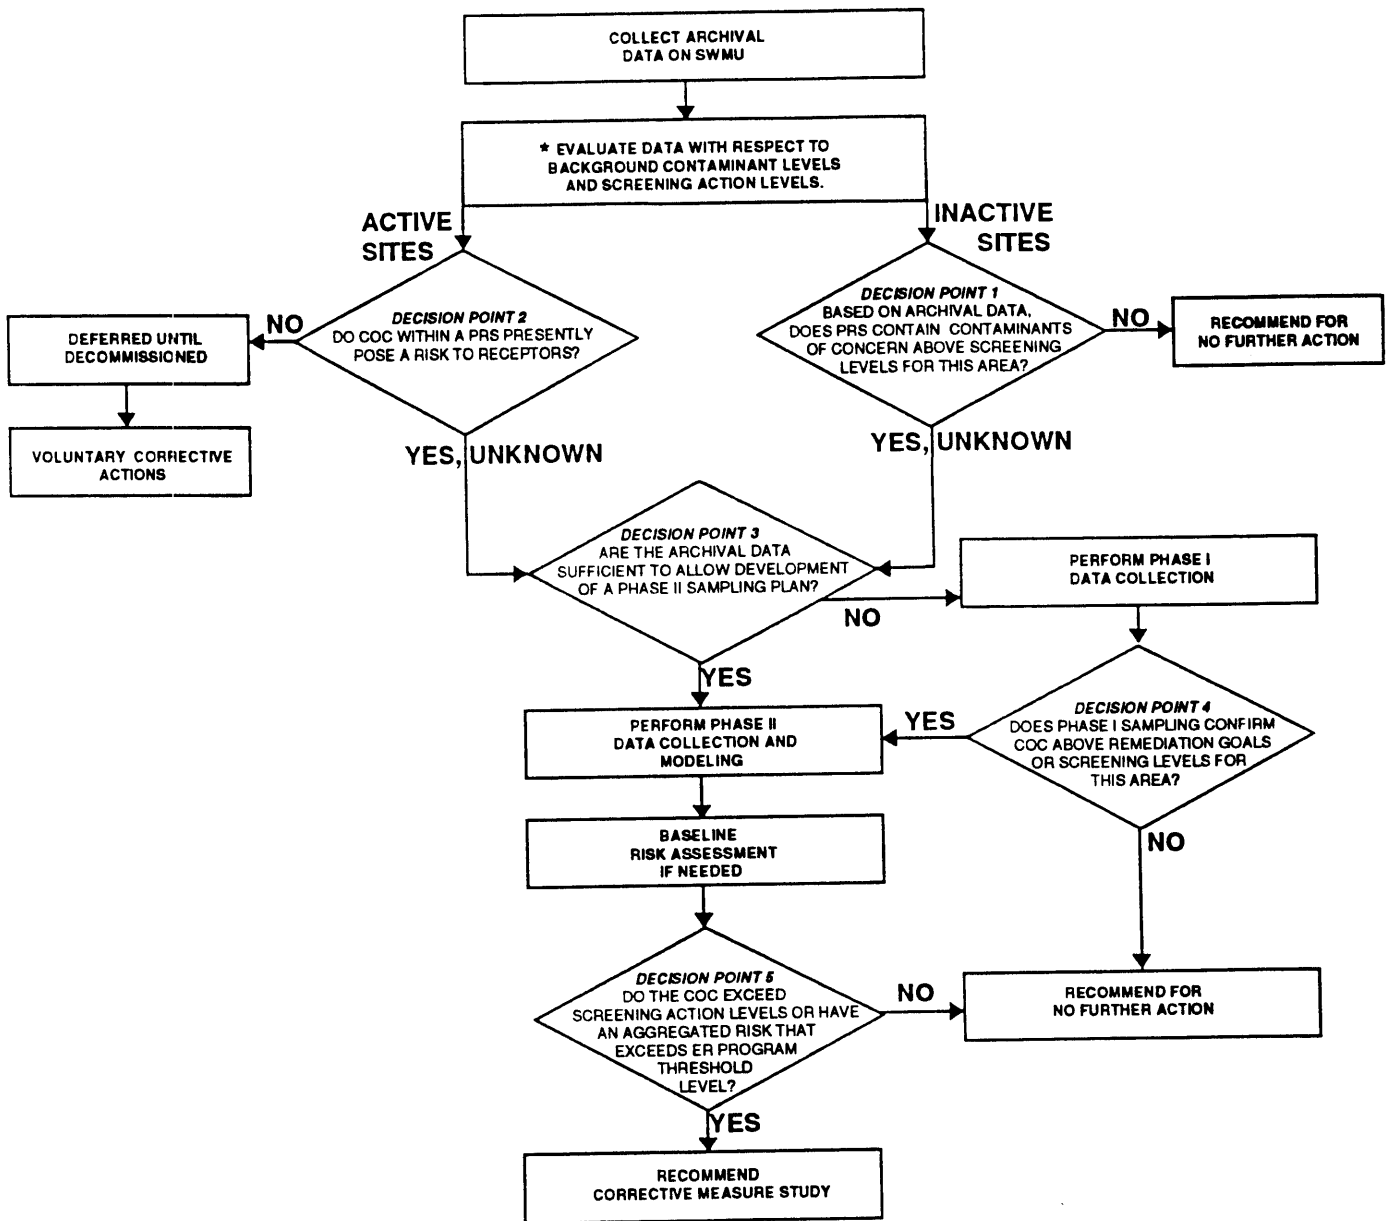 COLLECT ARCHIVAL
DATA ON SWMU
* EVALUATE DATA WITH RESPECT TO
BACKGROUND CONTAMINANT LEVELS
AND SCREENING ACTION LEVELS.
ACTIVE
SITES
INACTIVE
SITES
DECISION POINT 2
DO COC WITHIN A PRS PRESENTLY
POSE A RISK TO RECEPTORS?
NO
DEFERRED UNTIL
DECOMMISSIONED
VOLUNTARY CORRECTIVE
ACTIONS
YES, UNKNOWN
DECISION POINT 1
BASED ON ARCHIVAL DATA,
DOES PRS CONTAIN CONTAMINANTS
OF CONCERN ABOVE SCREENING
LEVELS FOR THIS AREA?
NO
RECOMMEND FOR
NO FURTHER ACTION
YES, UNKNOWN
DECISION POINT 3
ARE THE ARCHIVAL DATA
SUFFICIENT TO ALLOW DEVELOPMENT
OF A PHASE II SAMPLING PLAN?
NO
PERFORM PHASE I
DATA COLLECTION
YES
DECISION POINT 4
DOES PHASE I SAMPLING CONFIRM
COC ABOVE REMEDIATION GOALS
OR SCREENING LEVELS FOR
THIS AREA?
YES
NO
PERFORM PHASE II
DATA COLLECTION AND
MODELING
BASELINE
RISK ASSESSMENT
IF NEEDED
DECISION POINT 5
DO THE COC EXCEED
SCREENING ACTION LEVELS OR HAVE
AN AGGREGATED RISK THAT
EXCEEDS ER PROGRAM
THRESHOLD
LEVEL?
NO
RECOMMEND FOR
NO FURTHER ACTION
YES
RECOMMEND
CORRECTIVE MEASURE STUDY